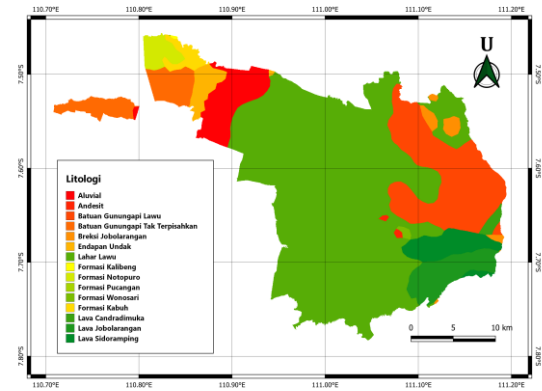 110.70°E 110.80°E 110.90°E 111.00°E 111.10°E 111.20°E
U
7.50°S 7.50°S
7.60°S 7.60°S
7.70°S 7.70°S
7.80°S 7.80°S
Litologi
Aluvial
Andesit
Batuan Gunungapi Lawu
Batuan Gunungapi Tak Terpisahkan
Breksi Jobolarangan
Endapan Undak
Lahar Lawu
Formasi Kalibeng
Formasi Notopuro
Formasi Pucangan
Formasi Wonosari
Formasi Kabuh
Lava Candradimuka
Lava Jobolarangan
Lava Sidoramping
0 5 10 km
110.70°E 110.80°E 110.90°E 111.00°E 111.10°E 111.20°E